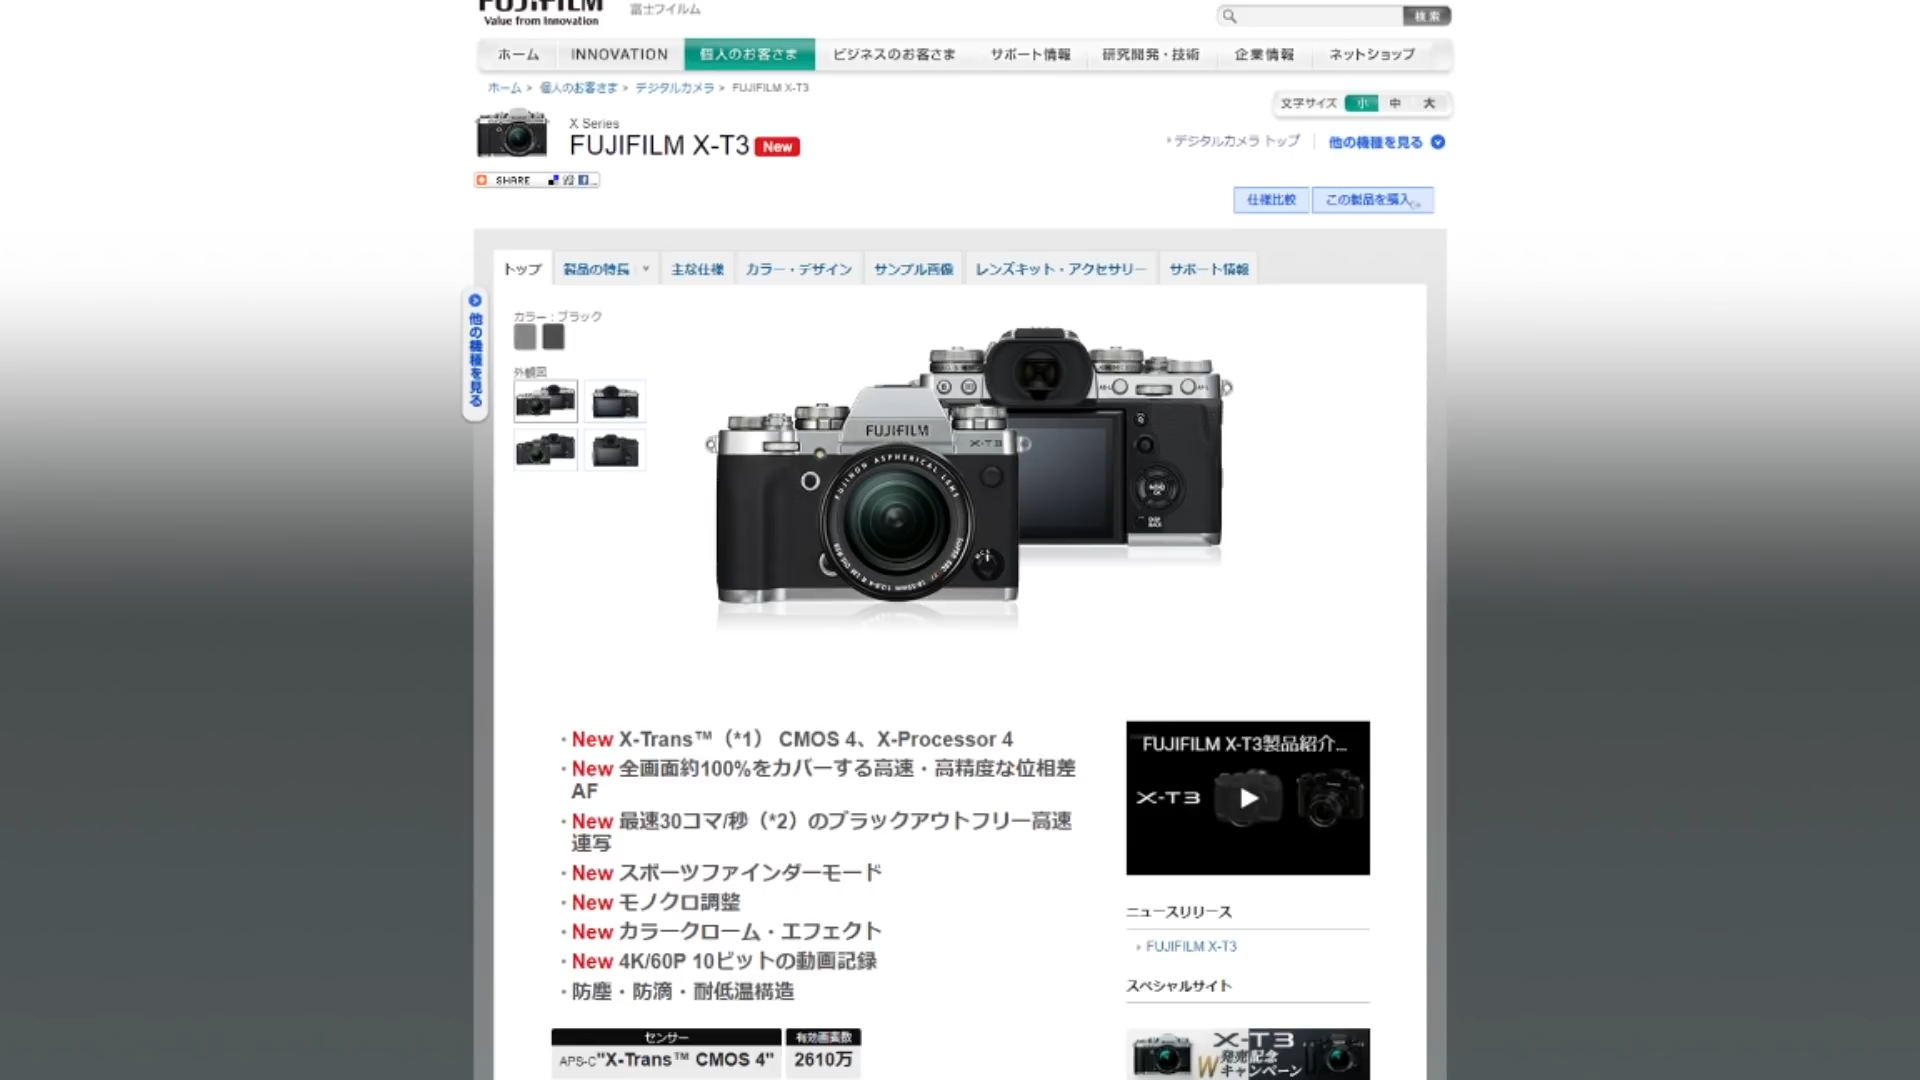 FUJIFILM
富士フイルム
Value from Innovation
検索
ホーム INNOVATION 個人のお客さま ビジネスのお客さま サポート情報 研究開発・技術 企業情報 ネットショップ
ホーム > 個人のお客さま > デジタルカメラ > FUJIFILM X-T3
文字サイズ 小 中 大
X Series
FUJIFILM X-T3 New
デジタルカメラ トップ 他の機種を見る
SHARE
仕様比較 この製品を購入
トップ 製品の特長 主な仕様 カラー・デザイン サンプル画像 レンズキット・アクセサリー サポート情報
他の機種を見る
カラー : ブラック
外観図
FUJIFILM
X-T3
FUJINON ASPHERICAL LENS
・New X-Trans™（*1） CMOS 4、X-Processor 4
・New 全画面約100%をカバーする高速・高精度な位相差
AF
・New 最速30コマ/秒（*2）のブラックアウトフリー高速
連写
・New スポーツファインダーモード
・New モノクロ調整
・New カラークローム・エフェクト
・New 4K/60P 10ビットの動画記録
・防塵・防滴・耐低温構造
FUJIFILM X-T3製品紹介...
X-T3
ニュースリリース
FUJIFILM X-T3
スペシャルサイト
センサー 有効画素数
APS-C"X-Trans™ CMOS 4" 2610万
X-T3
W発売記念
キャンペーン